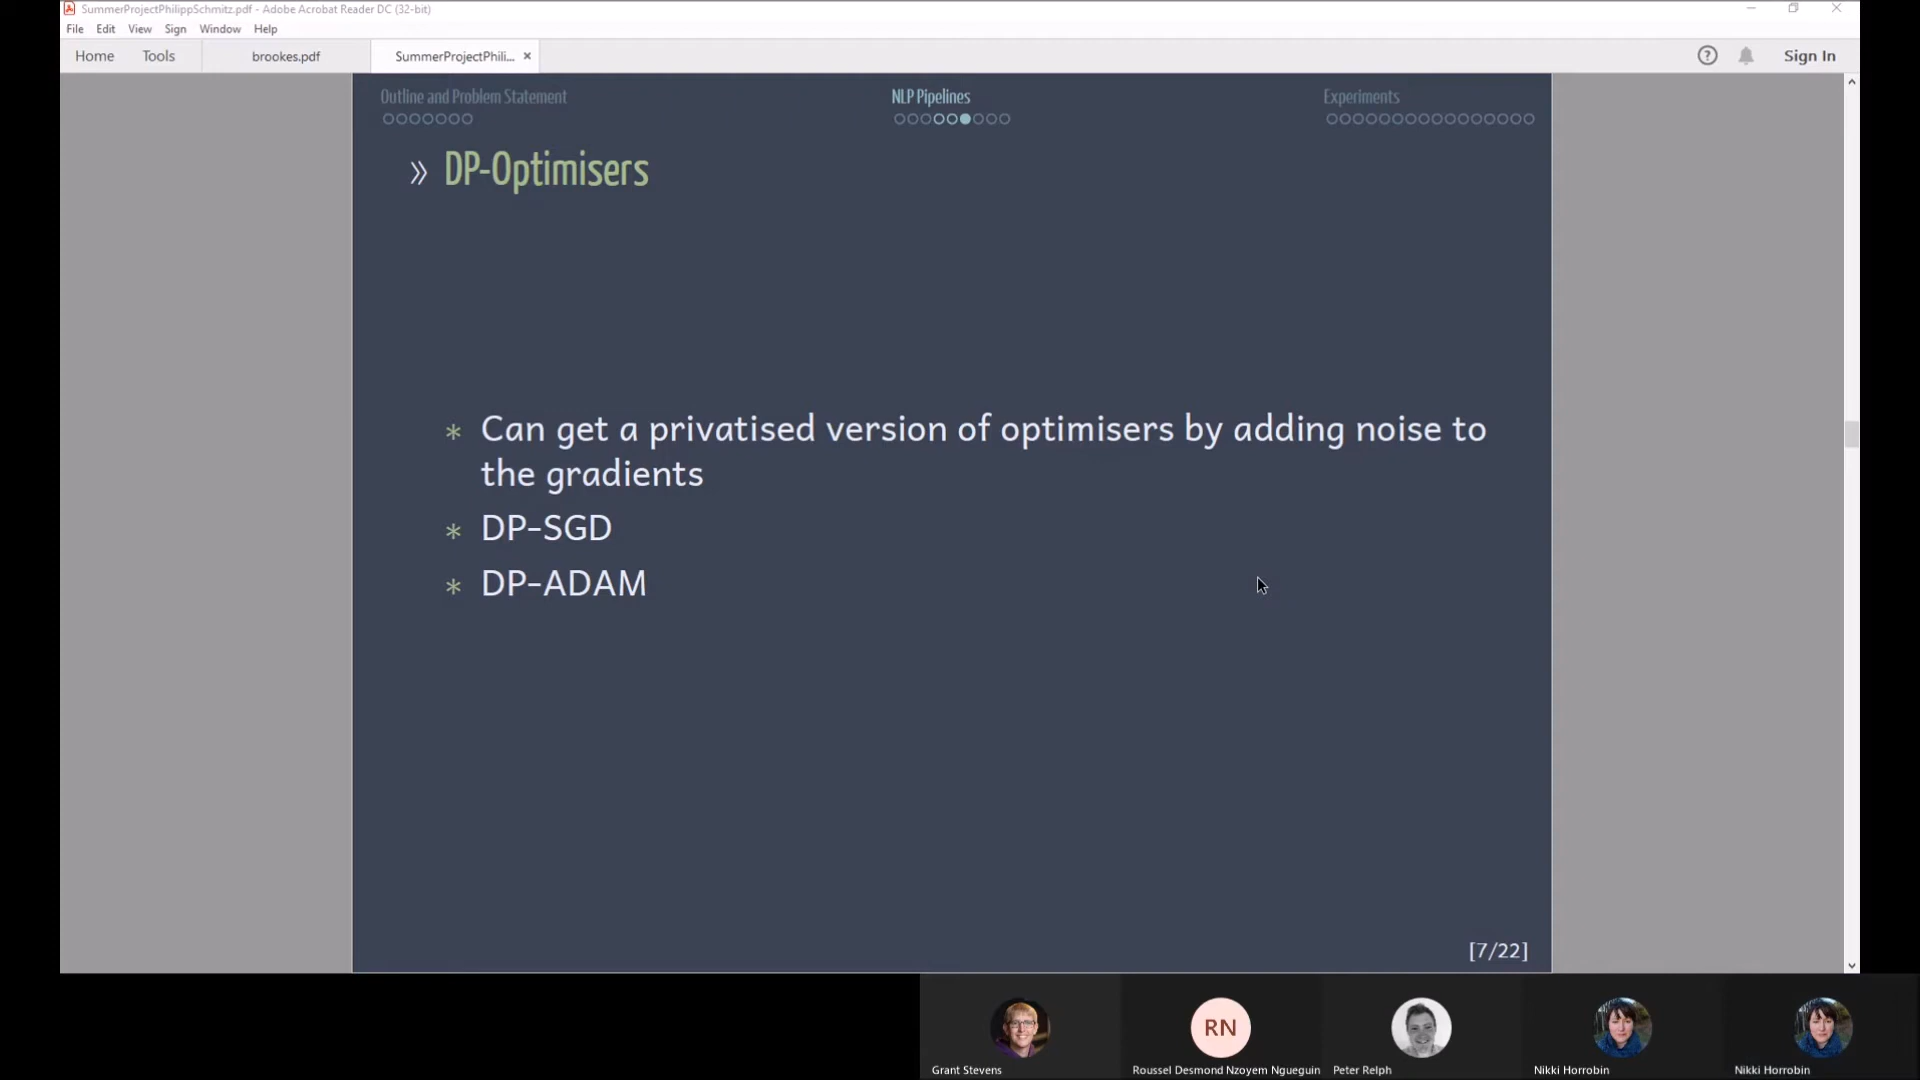 SummerProjectPhilippSchmitz.pdf - Adobe Acrobat Reader DC (32-bit)
File Edit View Sign Window Help
Home Tools brookes.pdf SummerProjectPhili... × Sign In
Outline and Problem Statement NLP Pipelines Experiments
» DP-Optimisers
* Can get a privatised version of optimisers by adding noise to
the gradients
* DP-SGD
* DP-ADAM
[7/22]
RN
Grant Stevens Roussel Desmond Nzoyem Ngueguin Peter Relph Nikki Horrobin Nikki Horrobin